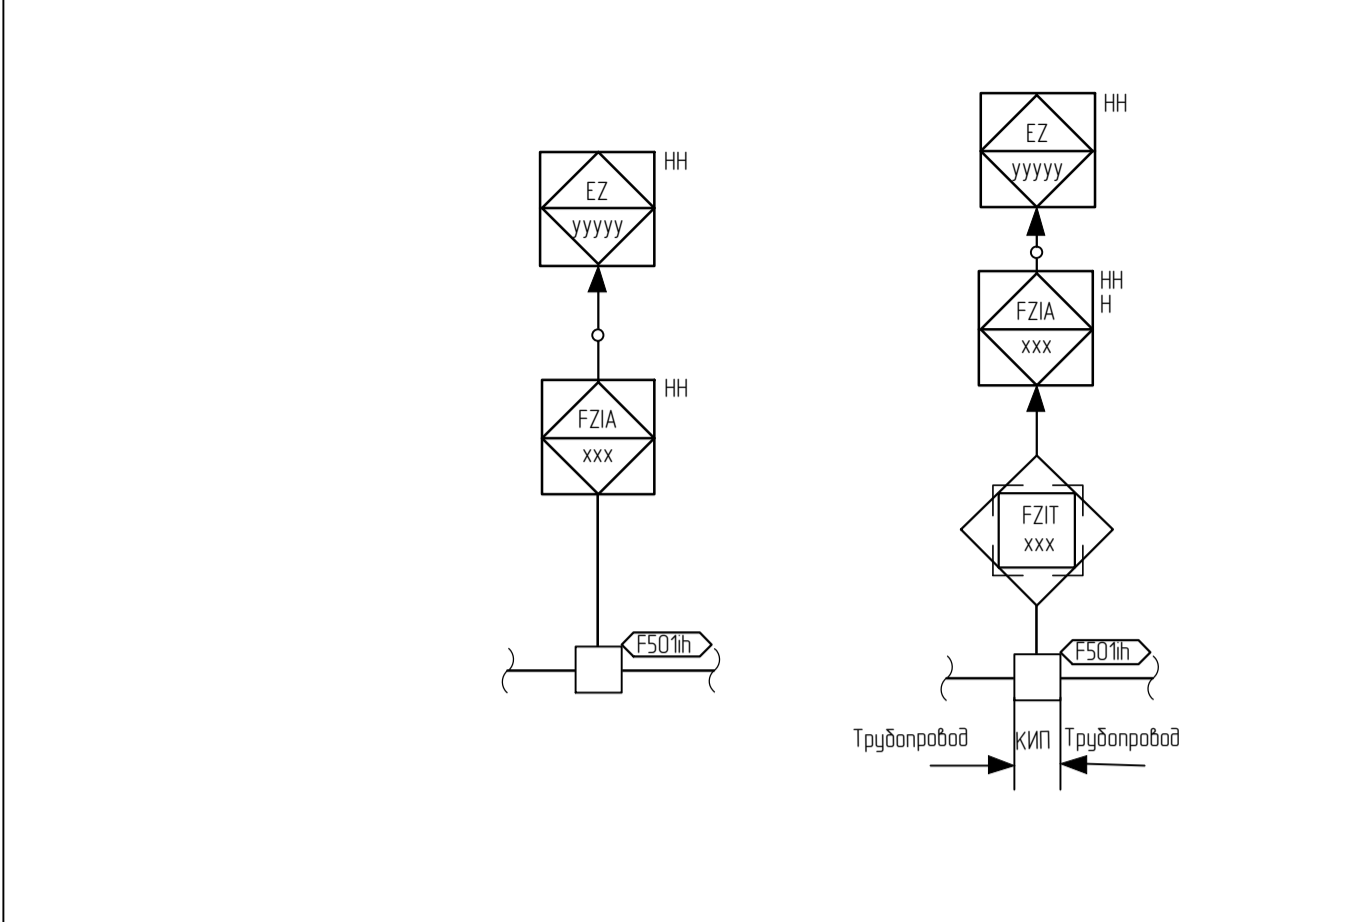 EZ
yyyyy
HH
FZIA
xxx
HH
F501ih
EZ
yyyyy
HH
FZIA
xxx
HH
H
FZIT
xxx
F501ih
Трубопровод
КИП
Трубопровод